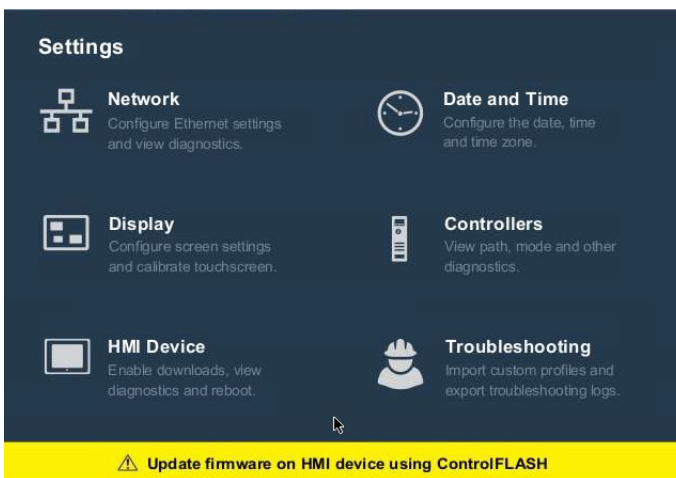 Settings
Network
Configure Ethernet settings
and view diagnostics.
Date and Time
Configure the date, time
and time zone.
Display
Configure screen settings
and calibrate touchscreen.
Controllers
View path, mode and other
diagnostics.
HMI Device
Enable downloads, view
diagnostics and reboot.
Troubleshooting
Import custom profiles and
export troubleshooting logs.
Update firmware on HMI device using ControlFLASH